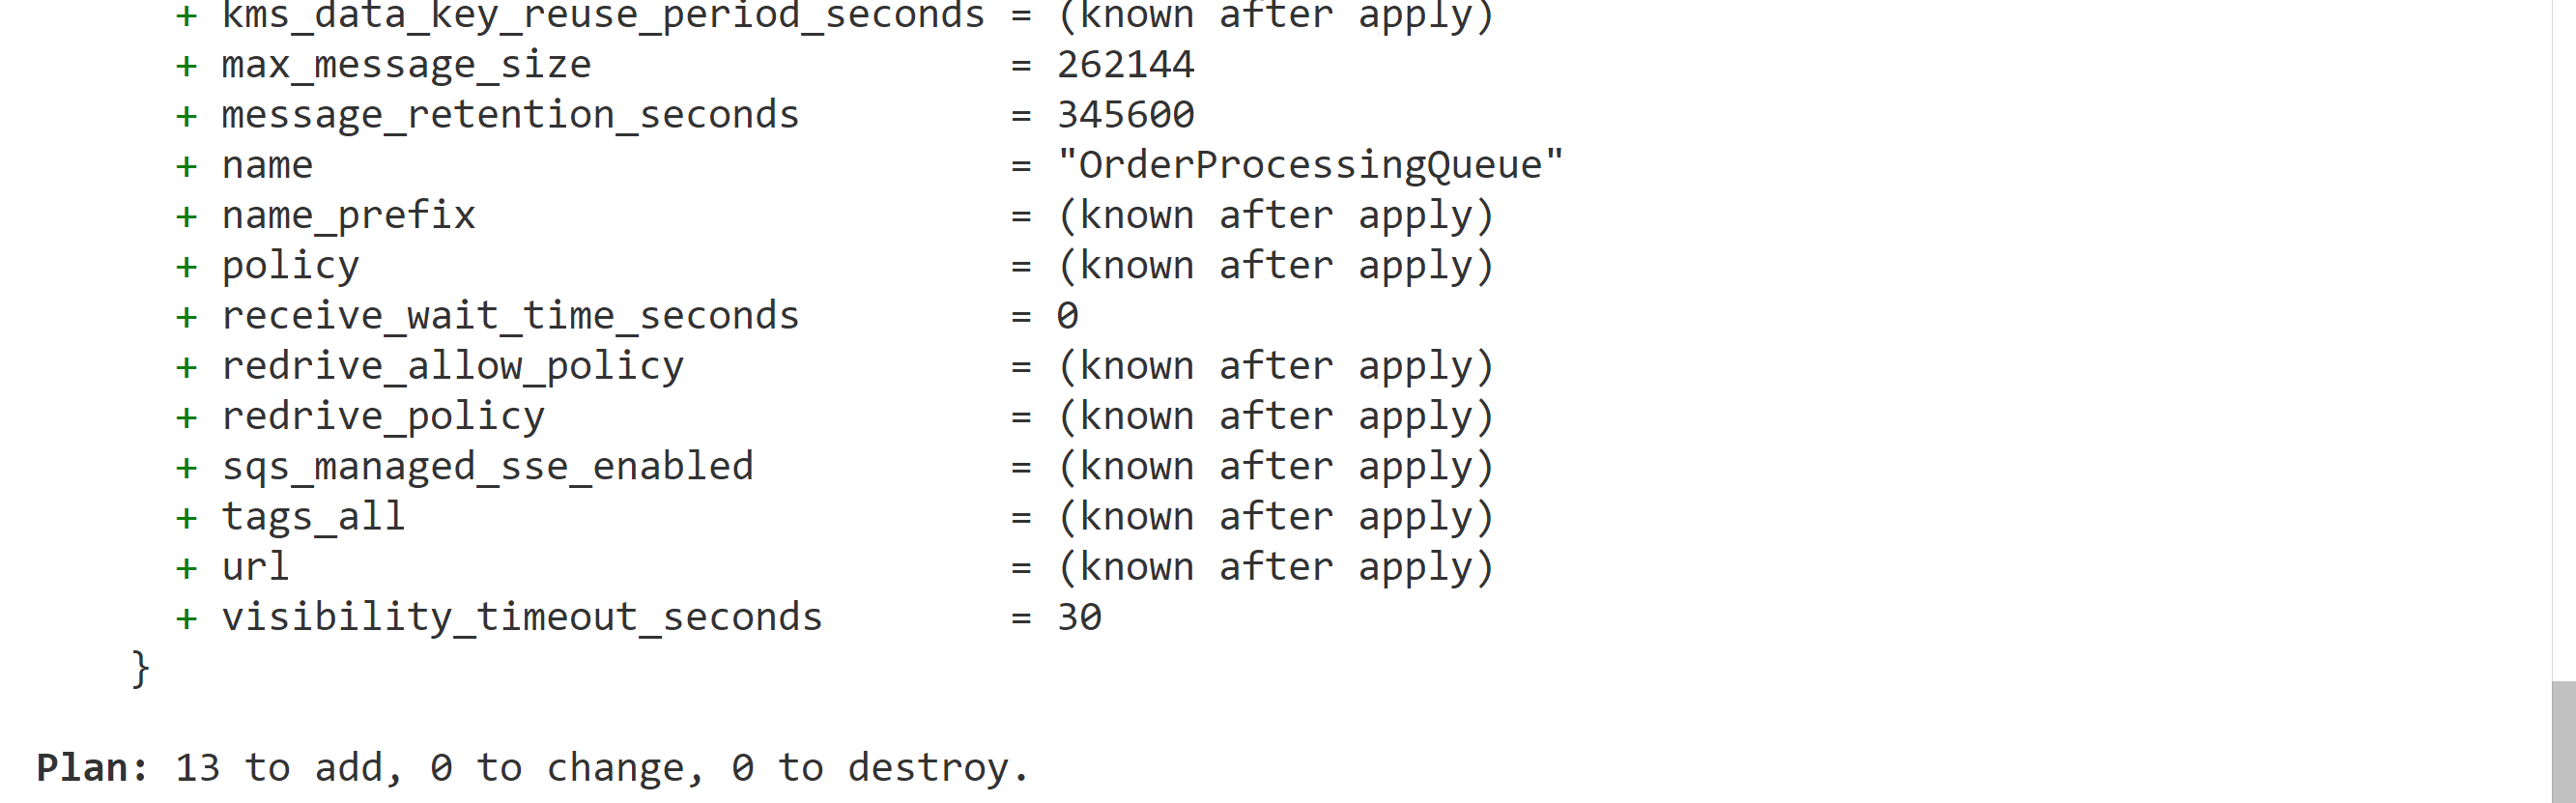 + kms_data_key_reuse_period_seconds = (known after apply)
+ max_message_size                  = 262144
+ message_retention_seconds         = 345600
+ name                              = "OrderProcessingQueue"
+ name_prefix                       = (known after apply)
+ policy                            = (known after apply)
+ receive_wait_time_seconds         = 0
+ redrive_allow_policy              = (known after apply)
+ redrive_policy                    = (known after apply)
+ sqs_managed_sse_enabled           = (known after apply)
+ tags_all                          = (known after apply)
+ url                               = (known after apply)
+ visibility_timeout_seconds        = 30
}
Plan: 13 to add, 0 to change, 0 to destroy.